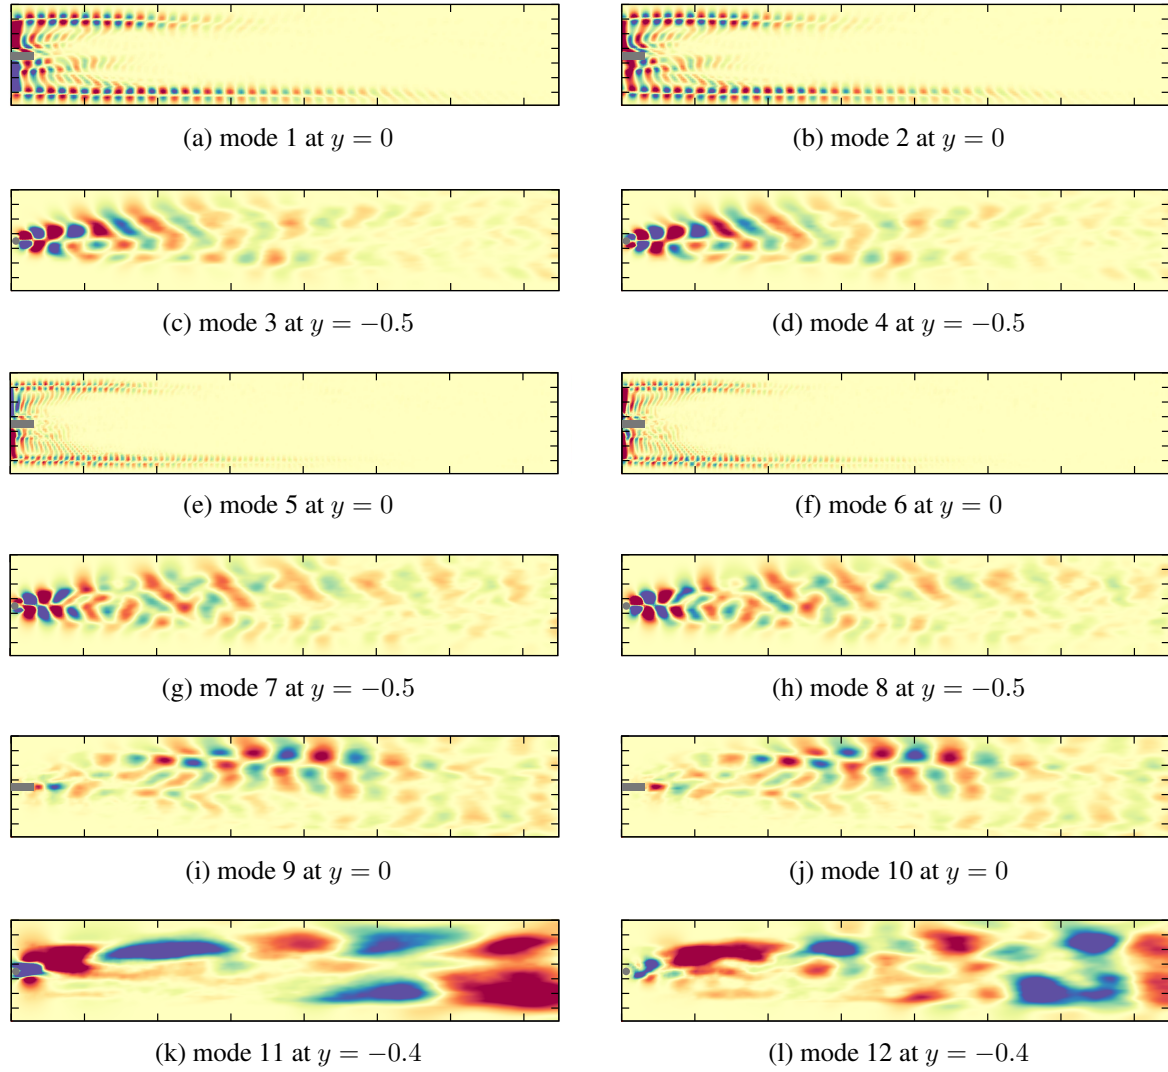 (a) mode 1 at y = 0
(b) mode 2 at y = 0
(c) mode 3 at y = −0.5
(d) mode 4 at y = −0.5
(e) mode 5 at y = 0
(f) mode 6 at y = 0
(g) mode 7 at y = −0.5
(h) mode 8 at y = −0.5
(i) mode 9 at y = 0
(j) mode 10 at y = 0
(k) mode 11 at y = −0.4
(l) mode 12 at y = −0.4